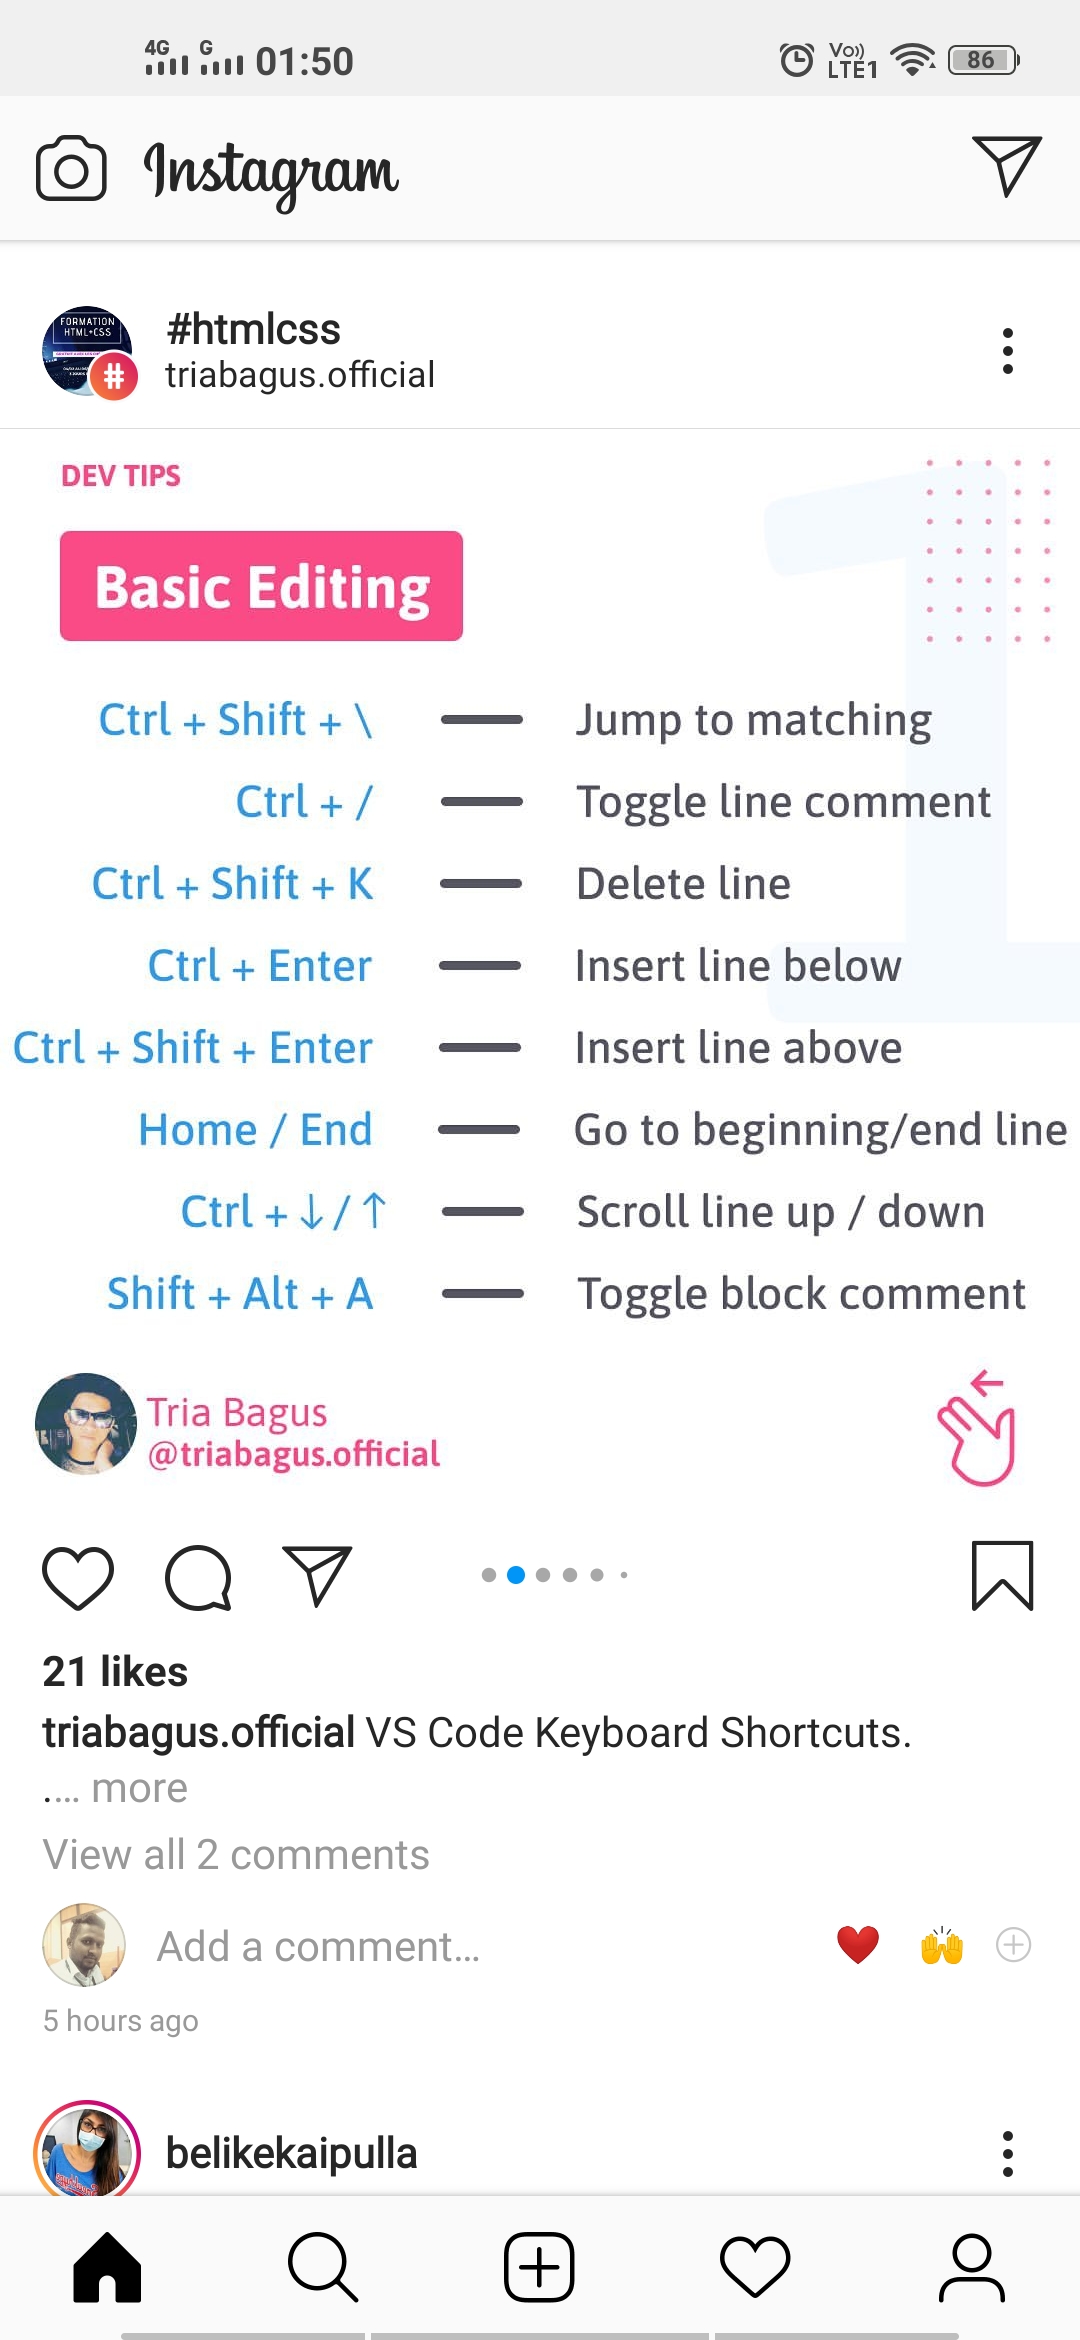 4G G 01:50 Vo)) LTE1 86
Instagram
FORMATION
HTML+CSS
#htmlcss
triabagus.official
DEV TIPS
1
Basic Editing
Ctrl + Shift + \ — Jump to matching
Ctrl + / — Toggle line comment
Ctrl + Shift + K — Delete line
Ctrl + Enter — Insert line below
Ctrl + Shift + Enter — Insert line above
Home / End — Go to beginning/end line
Ctrl + ↓ / ↑ — Scroll line up / down
Shift + Alt + A — Toggle block comment
Tria Bagus
@triabagus.official
21 likes
triabagus.official VS Code Keyboard Shortcuts.
.... more
View all 2 comments
Add a comment...
5 hours ago
belikekaipulla